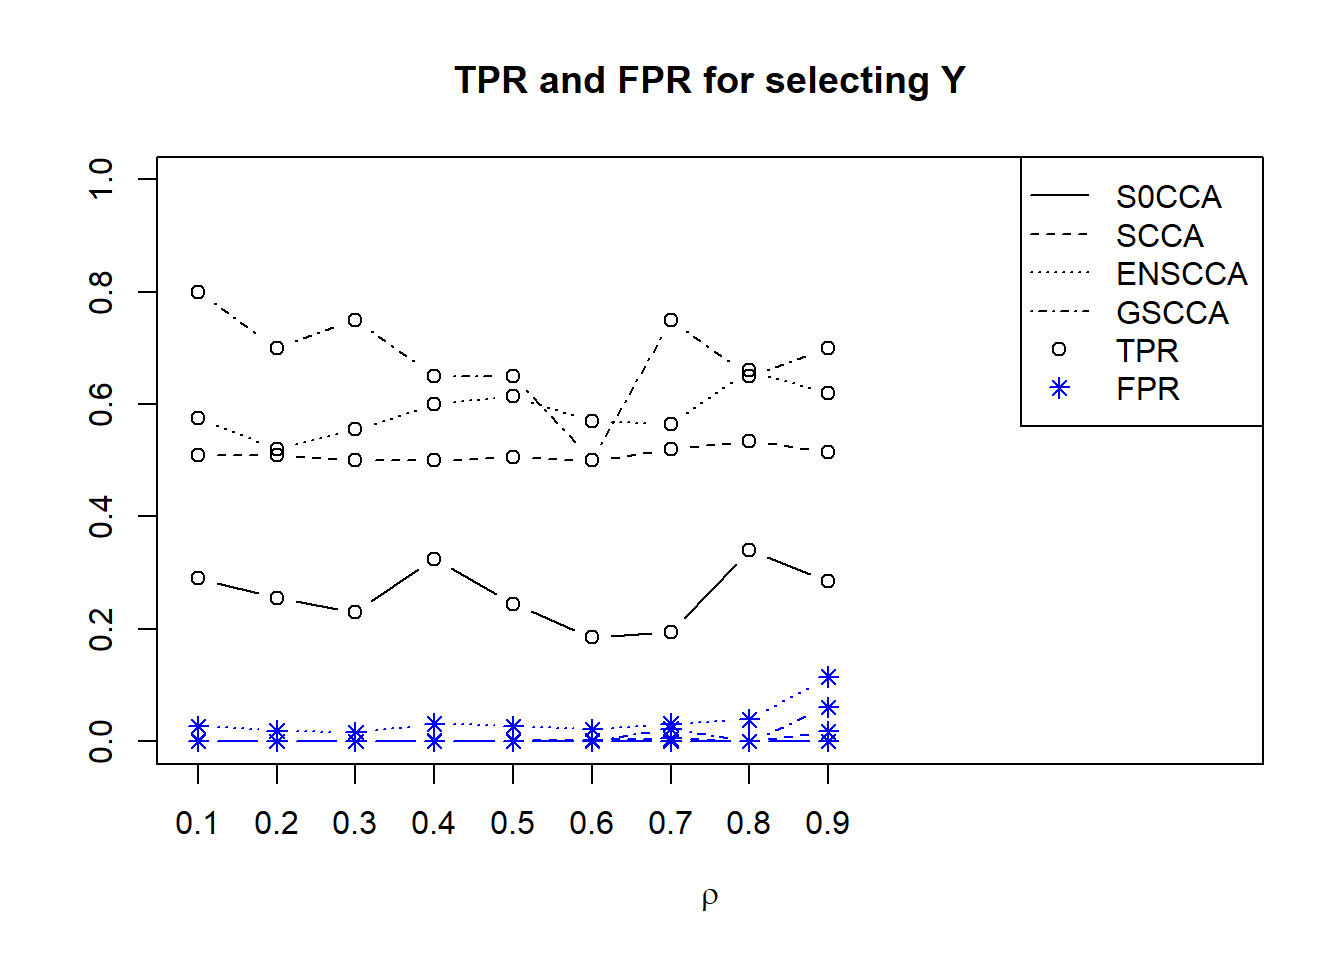 TPR and FPR for selecting Y
1.0
0.8
0.6
0.4
0.2
0.0
S0CCA
SCCA
ENSCCA
GSCCA
TPR
FPR
0.1 0.2 0.3 0.4 0.5 0.6 0.7 0.8 0.9
ρ